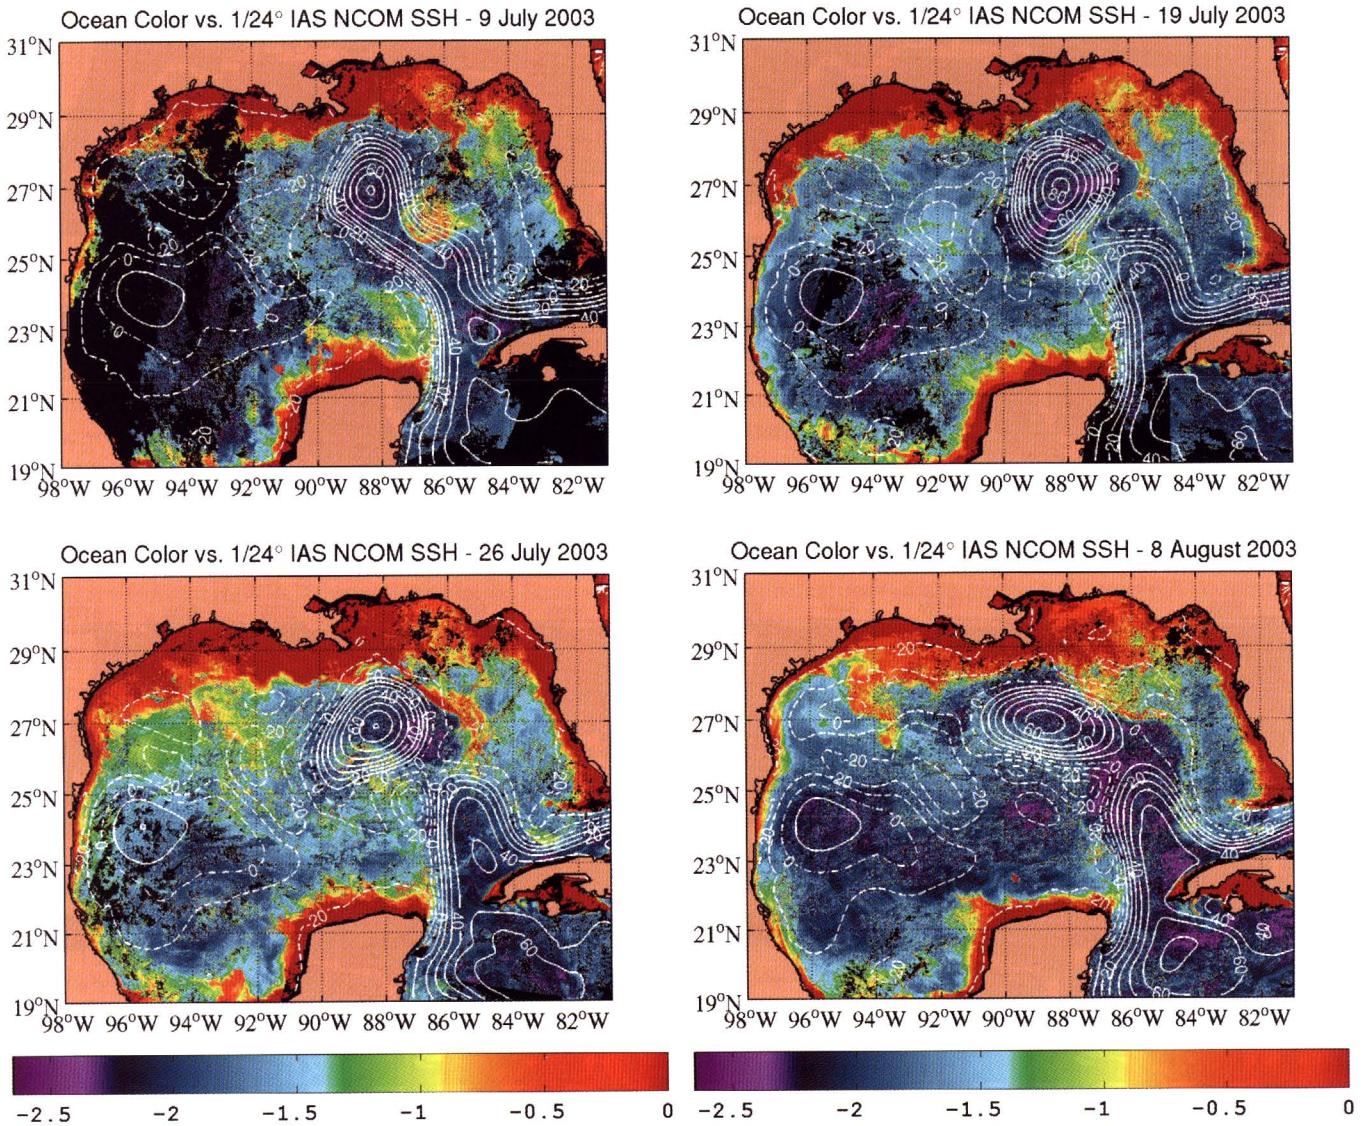 Ocean Color vs. 1/24° IAS NCOM SSH - 9 July 2003
Ocean Color vs. 1/24° IAS NCOM SSH - 19 July 2003
31°N
29°N
27°N
25°N
23°N
21°N
19°N
98°W 96°W 94°W 92°W 90°W 88°W 86°W 84°W 82°W
31°N
29°N
27°N
25°N
23°N
21°N
19°N
98°W 96°W 94°W 92°W 90°W 88°W 86°W 84°W 82°W
Ocean Color vs. 1/24° IAS NCOM SSH - 26 July 2003
Ocean Color vs. 1/24° IAS NCOM SSH - 8 August 2003
31°N
29°N
27°N
25°N
23°N
21°N
19°N
98°W 96°W 94°W 92°W 90°W 88°W 86°W 84°W 82°W
31°N
29°N
27°N
25°N
23°N
21°N
19°N
98°W 96°W 94°W 92°W 90°W 88°W 86°W 84°W 82°W
-2.5 -2 -1.5 -1 -0.5 0
-2.5 -2 -1.5 -1 -0.5 0